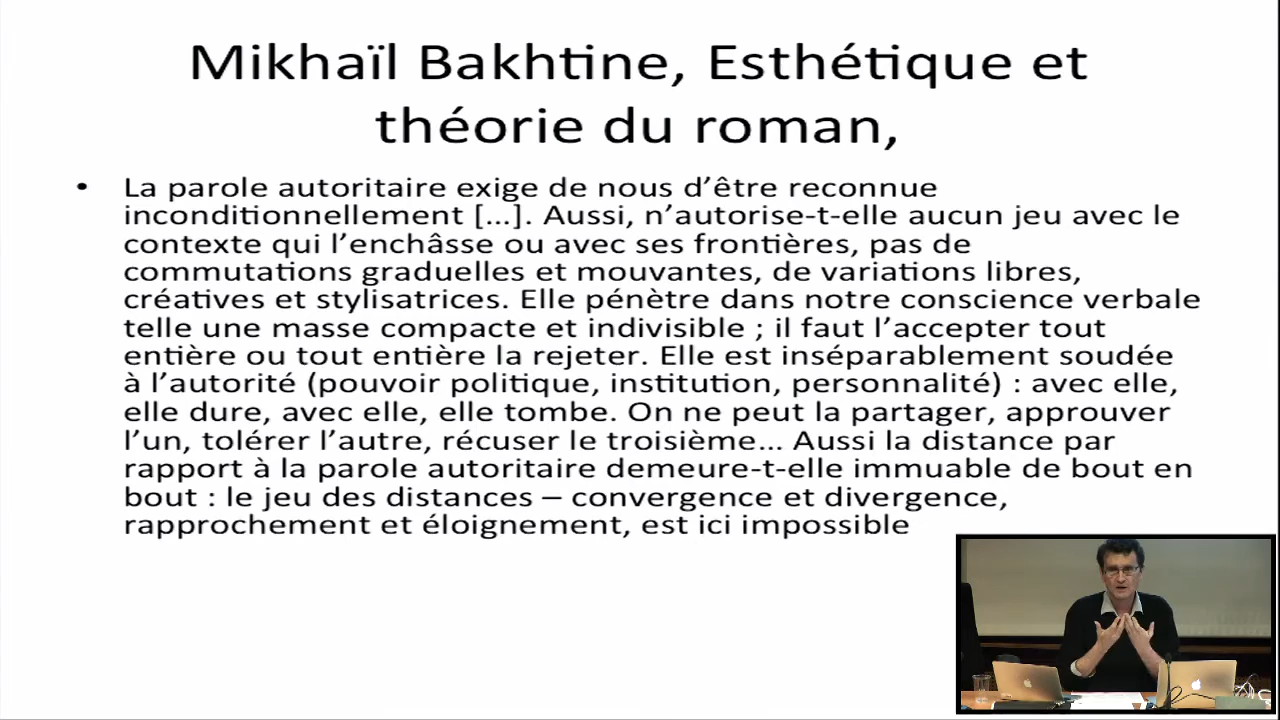 Mikhaïl Bakhtine, Esthétique et
théorie du roman,
• La parole autoritaire exige de nous d’être reconnue
inconditionnellement [...]. Aussi, n’autorise-t-elle aucun jeu avec le
contexte qui l’enchâsse ou avec ses frontières, pas de
commutations graduelles et mouvantes, de variations libres,
créatives et stylisatrices. Elle pénètre dans notre conscience verbale
telle une masse compacte et indivisible ; il faut l’accepter tout
entière ou tout entière la rejeter. Elle est inséparablement soudée
à l’autorité (pouvoir politique, institution, personnalité) : avec elle,
elle dure, avec elle, elle tombe. On ne peut la partager, approuver
l’un, tolérer l’autre, récuser le troisième... Aussi la distance par
rapport à la parole autoritaire demeure-t-elle immuable de bout en
bout : le jeu des distances – convergence et divergence,
rapprochement et éloignement, est ici impossible